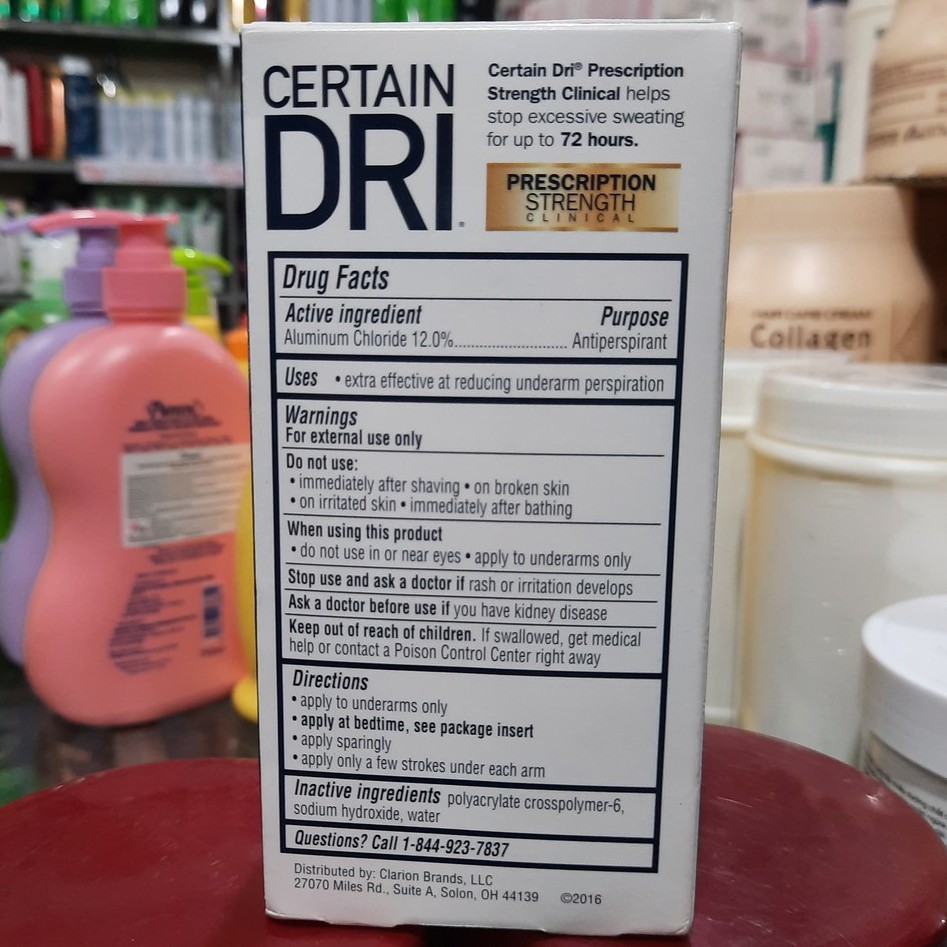 CERTAIN
DRI®
Certain Dri® Prescription
Strength Clinical helps
stop excessive sweating
for up to 72 hours.
PRESCRIPTION
STRENGTH
CLINICAL
Drug Facts
Active ingredient Purpose
Aluminum Chloride 12.0%........................... Antiperspirant
Uses • extra effective at reducing underarm perspiration
Warnings
For external use only
Do not use:
• immediately after shaving • on broken skin
• on irritated skin • immediately after bathing
When using this product
• do not use in or near eyes • apply to underarms only
Stop use and ask a doctor if rash or irritation develops
Ask a doctor before use if you have kidney disease
Keep out of reach of children. If swallowed, get medical
help or contact a Poison Control Center right away
Directions
• apply to underarms only
• apply at bedtime, see package insert
• apply sparingly
• apply only a few strokes under each arm
Inactive ingredients polyacrylate crosspolymer-6,
sodium hydroxide, water
Questions? Call 1-844-923-7837
Distributed by: Clarion Brands, LLC
27070 Miles Rd., Suite A, Solon, OH 44139 ©2016
HAIR CARE CREAM
Collagen